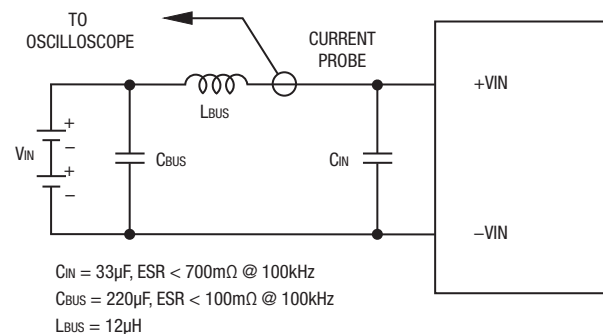 TO
OSCILLOSCOPE
CURRENT
PROBE
+VIN
LBUS
+
VIN
−
+
−
CBUS
CIN
−VIN
CIN = 33µF, ESR < 700mΩ @ 100kHz
CBUS = 220µF, ESR < 100mΩ @ 100kHz
LBUS = 12µH